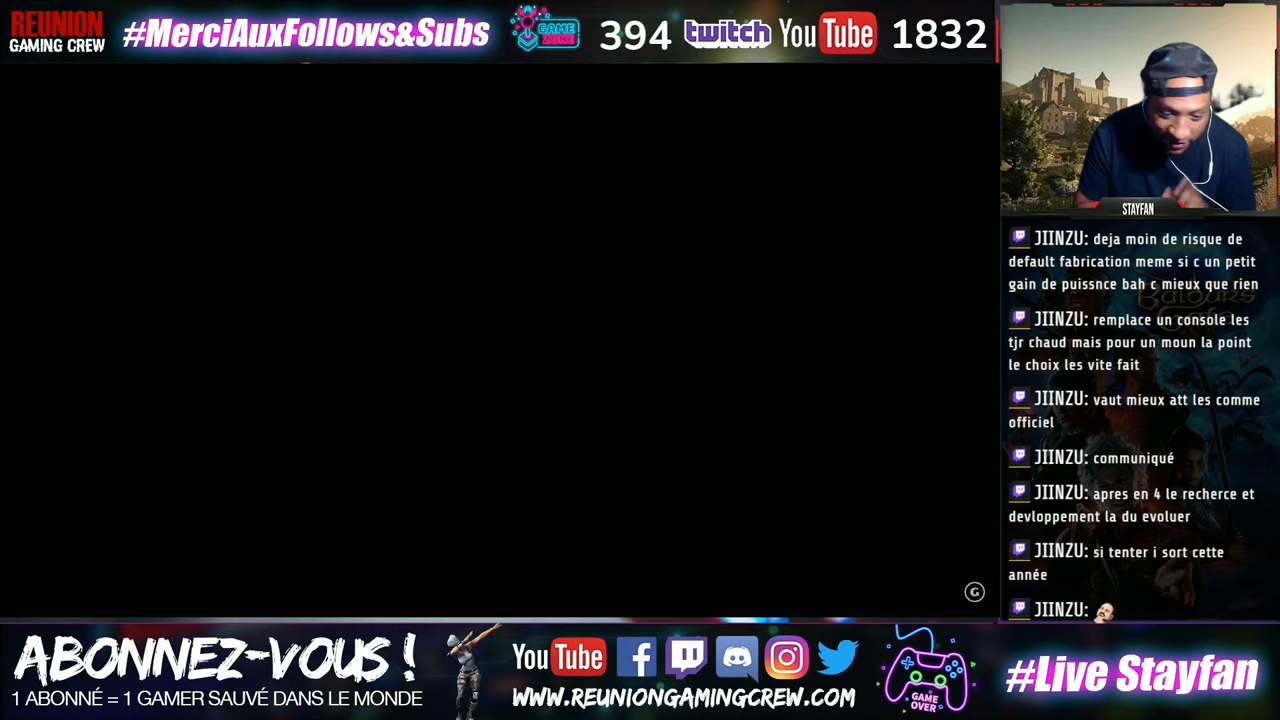 REUNION
GAMING CREW
#MerciAuxFollows&Subs
GAME
ZONE
394
twitch
YouTube
1832
STAYFAN
JIINZU: deja moin de risque de
default fabrication meme si c un petit
gain de puissnce bah c mieux que rien
JIINZU: remplace un console les
tjr chaud mais pour un moun la point
le choix les vite fait
JIINZU: vaut mieux att les comme
officiel
JIINZU: communiqué
JIINZU: apres en 4 le recherce et
devloppement la du evoluer
JIINZU: si tenter i sort cette
année
JIINZU:
G
ABONNEZ-VOUS !
1 ABONNÉ = 1 GAMER SAUVÉ DANS LE MONDE
YouTube
WWW.REUNIONGAMINGCREW.COM
GAME
OVER
#Live Stayfan